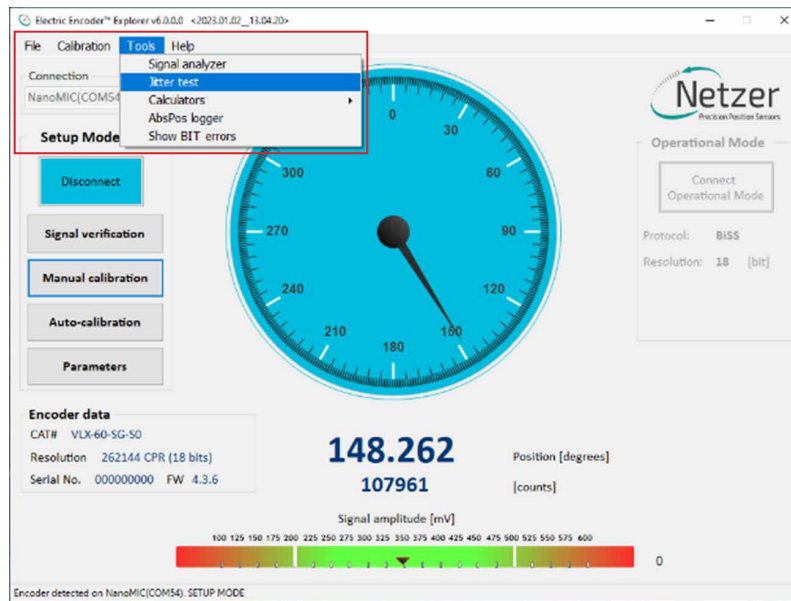 Electric Encoder™ Explorer v6.0.0.0 <2023.01.02_13.04.20>
File Calibration Tools Help
Signal analyzer
Jitter test
Calculators
AbsPos logger
Show BIT errors
Connection
NanoMIC(COM54
Setup Mode
Disconnect
Signal verification
Manual calibration
Auto-calibration
Parameters
0
30
60
90
120
150
180
210
240
270
300
Netzer
Precision Position Sensors
Operational Mode
Connect
Operational Mode
Protocol: BiSS
Resolution: 18 [bit]
Encoder data
CAT# VLX-60-SG-S0
Resolution 262144 CPR (18 bits)
Serial No. 000000000 FW 4.3.6
148.262 Position [degrees]
107961 [counts]
Signal amplitude [mV]
100 125 150 175 200 225 250 275 300 325 350 375 400 425 450 475 500 525 550 575 600
0
Encoder detected on NanoMIC(COM54). SETUP MODE